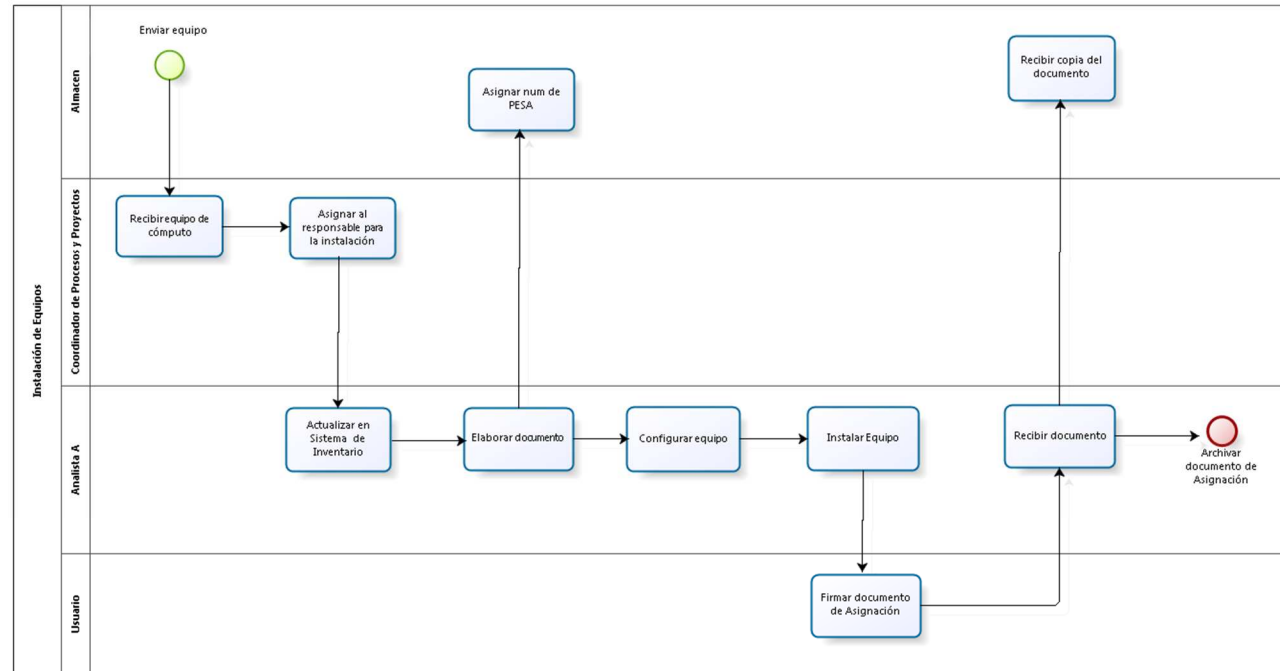 Instalación de Equipos
Almacen
Enviar equipo
Asignar num de
PESA
Recibir copia del
documento
Coordinador de Procesos y Proyectos
Recibir equipo de
cómputo
Asignar al
responsable para
la instalación
Analista A
Actualizar en
Sistema de
Inventario
Elaborar documento
Configurar equipo
Instalar Equipo
Recibir documento
Archivar
documento de
Asignación
Usuario
Firmar documento
de Asignación